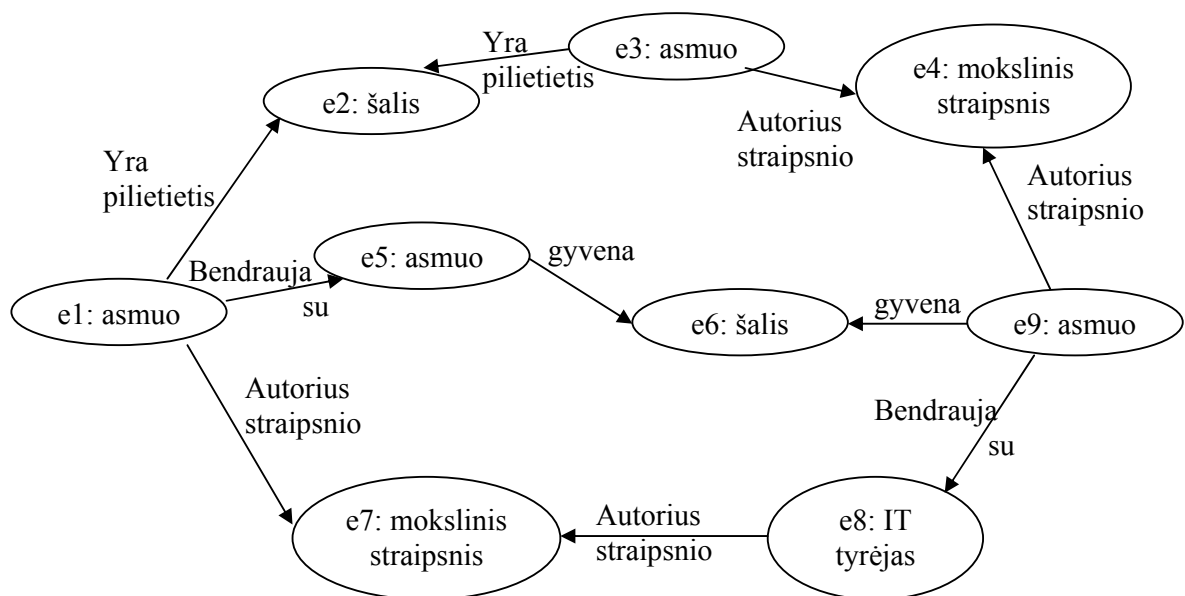 Yra
pilietietis
e3: asmuo
e4: mokslinis
straipsnis
e2: šalis
Autorius
straipsnio
Yra
pilietietis
Autorius
straipsnio
e5: asmuo
gyvena
Bendrauja
su
e1: asmuo
e6: šalis
gyvena
e9: asmuo
Autorius
straipsnio
Bendrauja
su
e7: mokslinis
straipsnis
Autorius
straipsnio
e8: IT
tyrėjas